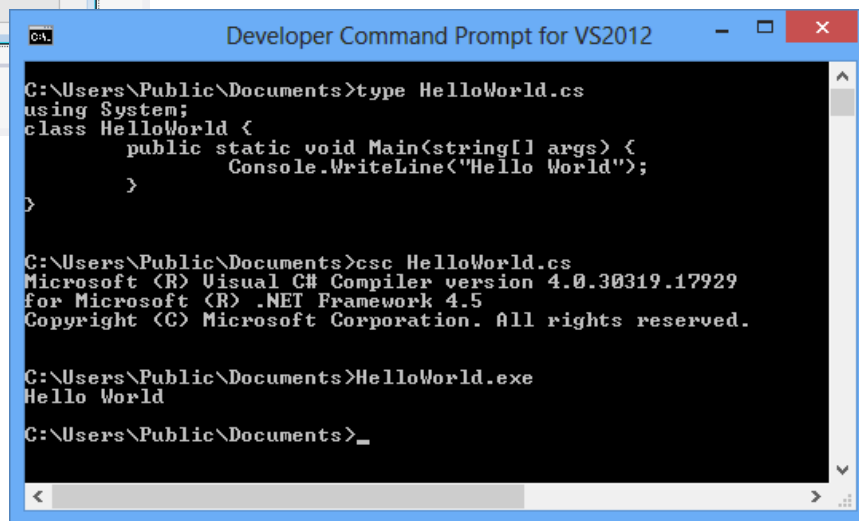 Developer Command Prompt for VS2012
C:\Users\Public\Documents>type HelloWorld.cs
using System;
class HelloWorld {
        public static void Main(string[] args) {
                Console.WriteLine("Hello World");
        }
}
C:\Users\Public\Documents>csc HelloWorld.cs
Microsoft (R) Visual C# Compiler version 4.0.30319.17929
for Microsoft (R) .NET Framework 4.5
Copyright (C) Microsoft Corporation. All rights reserved.
C:\Users\Public\Documents>HelloWorld.exe
Hello World
C:\Users\Public\Documents>_